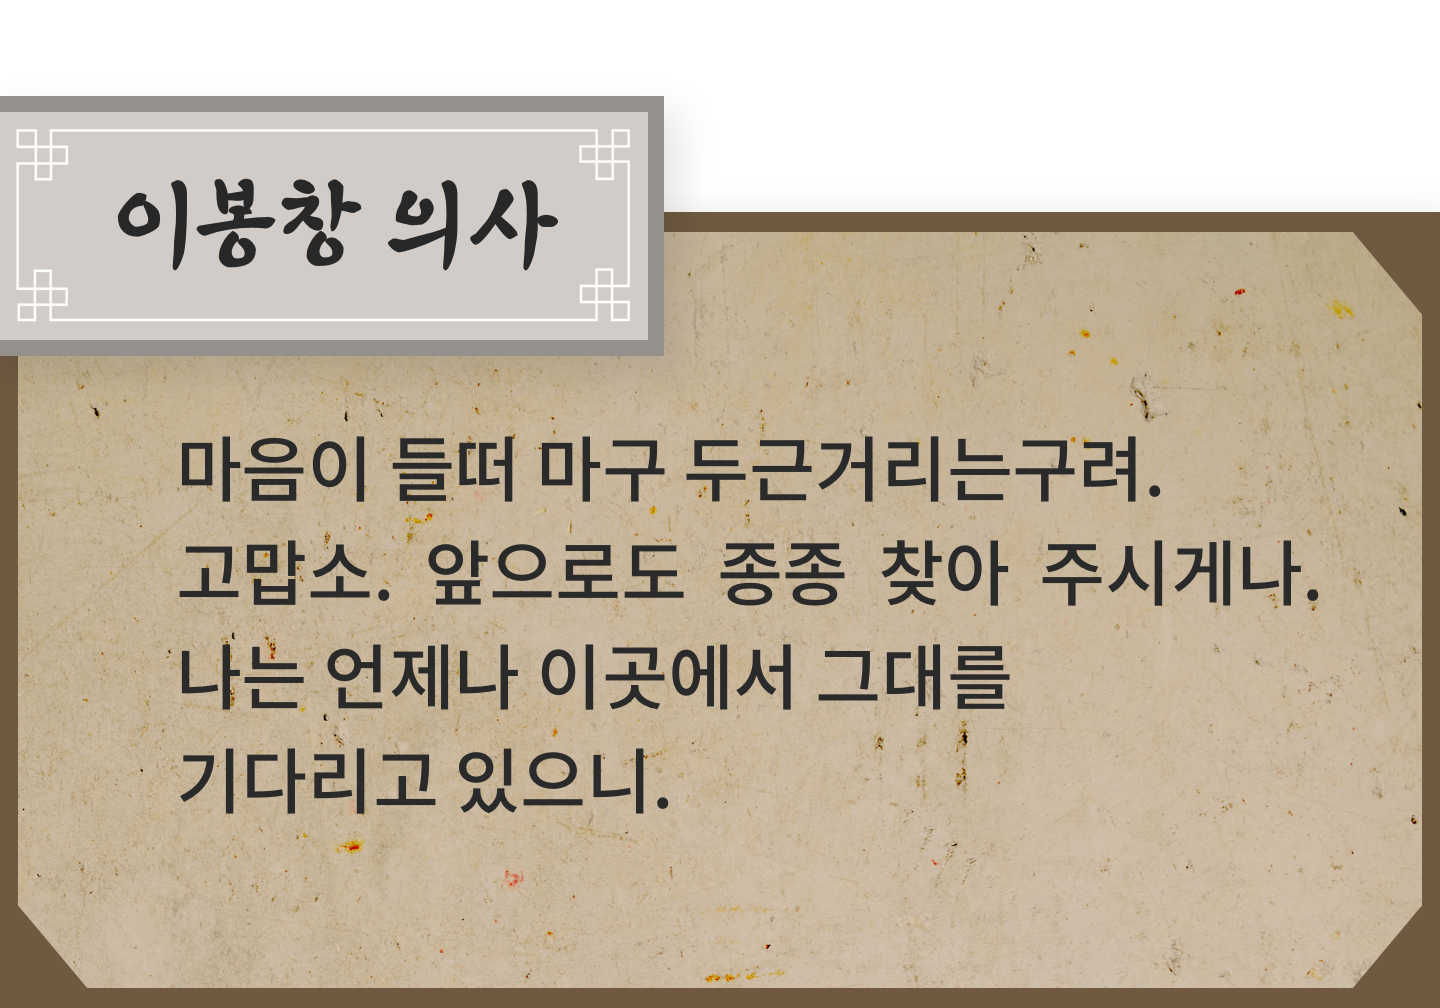 이봉창 의사
마음이 들떠 마구 두근거리는구려.
고맙소. 앞으로도 종종 찾아 주시게나.
나는 언제나 이곳에서 그대를
기다리고 있으니.